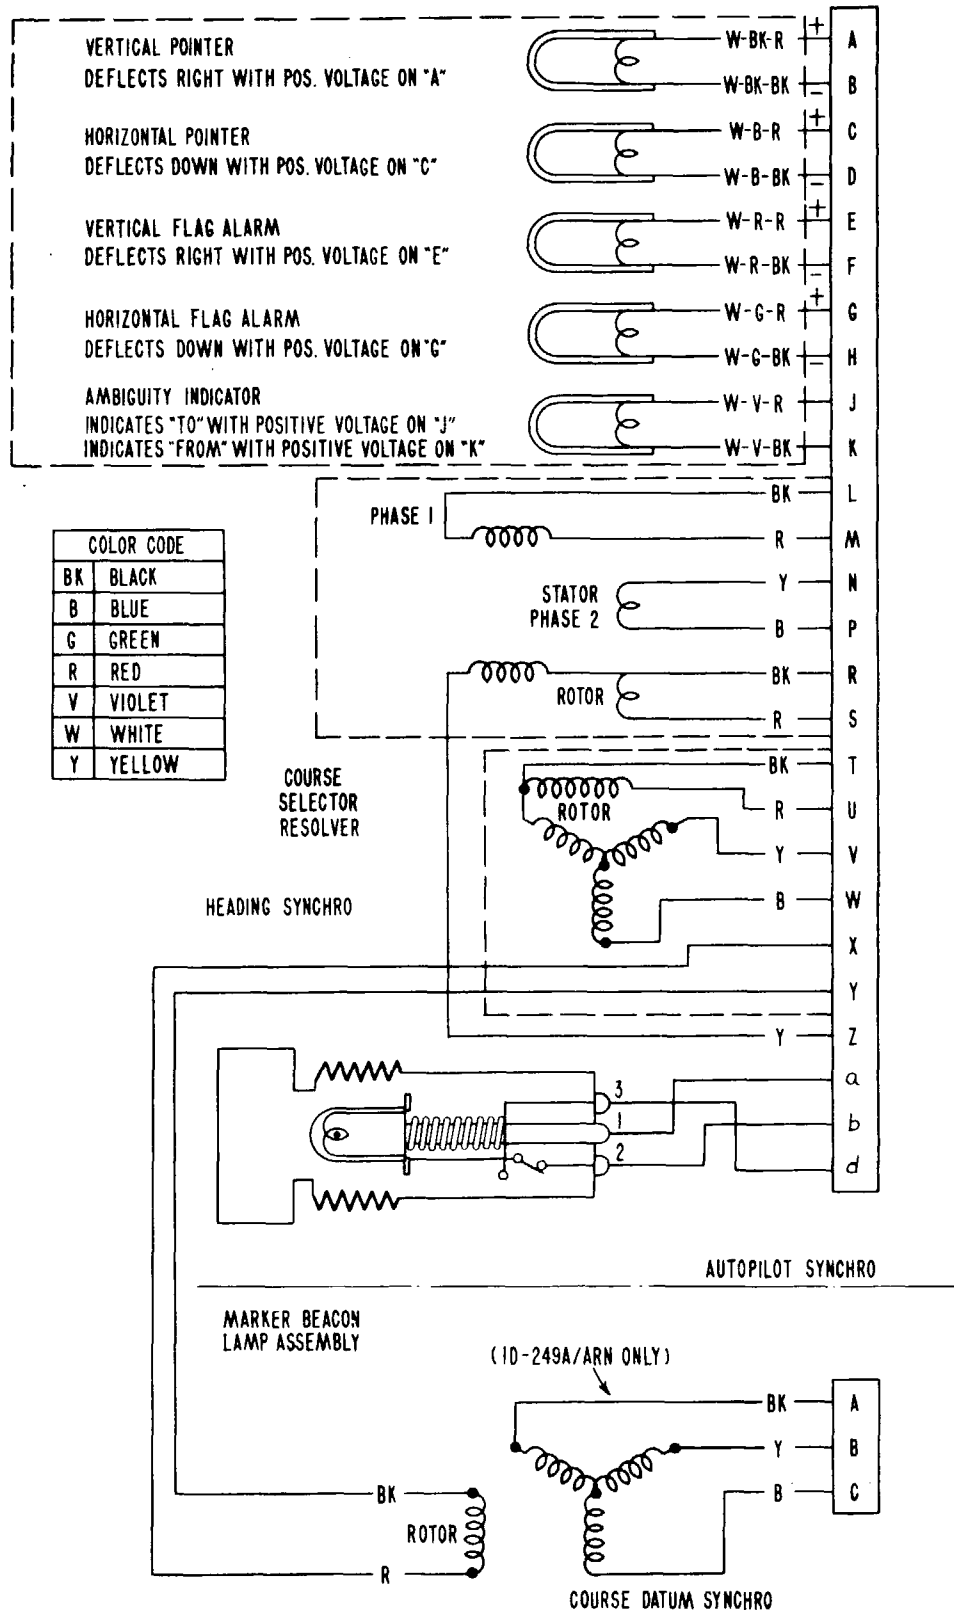 VERTICAL POINTER
DEFLECTS RIGHT WITH POS. VOLTAGE ON "A"
W-BK-R + A
W-BK-BK - B
HORIZONTAL POINTER
DEFLECTS DOWN WITH POS. VOLTAGE ON "C"
W-B-R + C
W-B-BK - D
VERTICAL FLAG ALARM
DEFLECTS RIGHT WITH POS. VOLTAGE ON "E"
W-R-R + E
W-R-BK - F
HORIZONTAL FLAG ALARM
DEFLECTS DOWN WITH POS. VOLTAGE ON "G"
W-G-R + G
W-G-BK - H
AMBIGUITY INDICATOR
INDICATES "TO" WITH POSITIVE VOLTAGE ON "J"
INDICATES "FROM" WITH POSITIVE VOLTAGE ON "K"
W-V-R J
W-V-BK K
PHASE 1
BK L
R M
STATOR
PHASE 2
Y N
B P
ROTOR
BK R
R S
COLOR CODE
BK BLACK
B BLUE
G GREEN
R RED
V VIOLET
W WHITE
Y YELLOW
COURSE
SELECTOR
RESOLVER
ROTOR
BK T
R U
Y V
B W
HEADING SYNCHRO
X
Y
Y Z
3
1
2
a
b
d
AUTOPILOT SYNCHRO
MARKER BEACON
LAMP ASSEMBLY
(ID-249A/ARN ONLY)
BK A
Y B
B C
BK
ROTOR
R
COURSE DATUM SYNCHRO